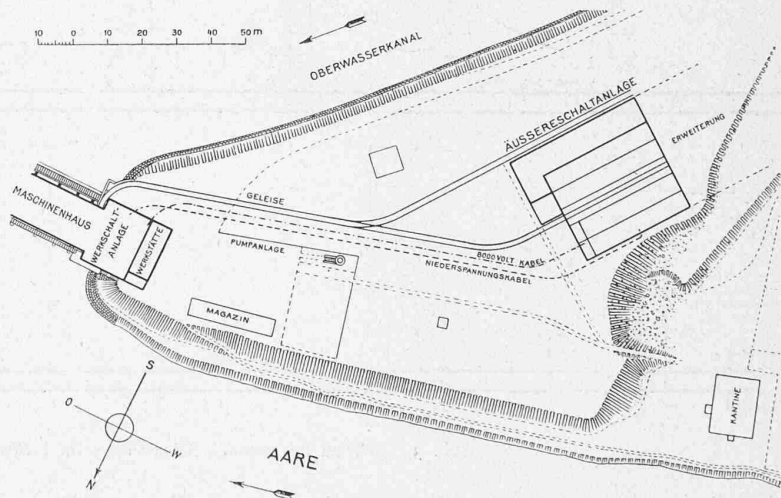 10 0 10 20 30 40 50 m
OBERWASSERKANAL
ÄUSSERESCHALTANLAGE
ERWEITERUNG
GELEISE
MASCHINENHAUS
WERKSCHALT-
ANLAGE
WERKSTÄTTE
PUMPANLAGE
8000 VOLT KABEL
NIEDERSPANNUNGSKABEL
MAGAZIN
KANTINE
S
O
W
N
AARE